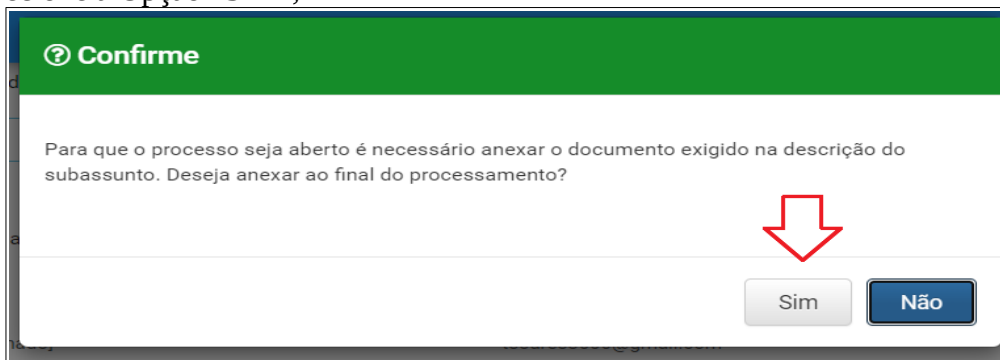 Confirme
Para que o processo seja aberto é necessário anexar o documento exigido na descrição do
subassunto. Deseja anexar ao final do processamento?
Sim
Não